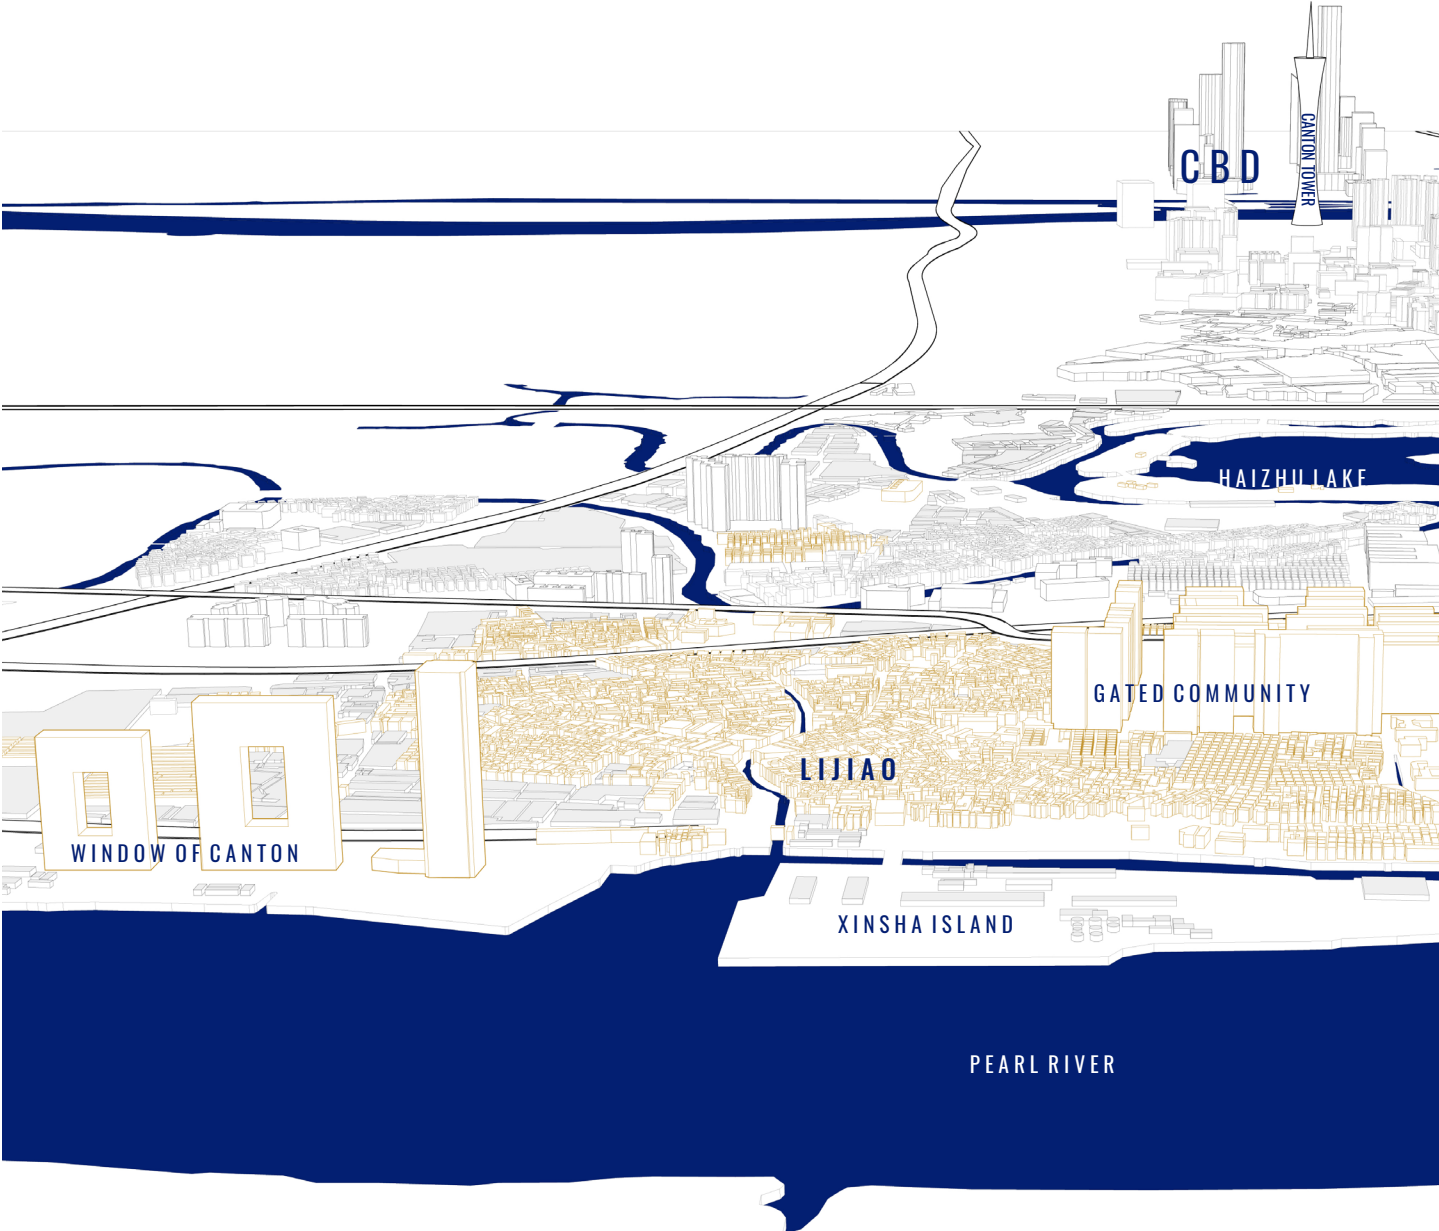 CBD
CANTON TOWER
HAIZHU LAKE
GATED COMMUNITY
LIJIAO
WINDOW OF CANTON
XINSHA ISLAND
PEARL RIVER